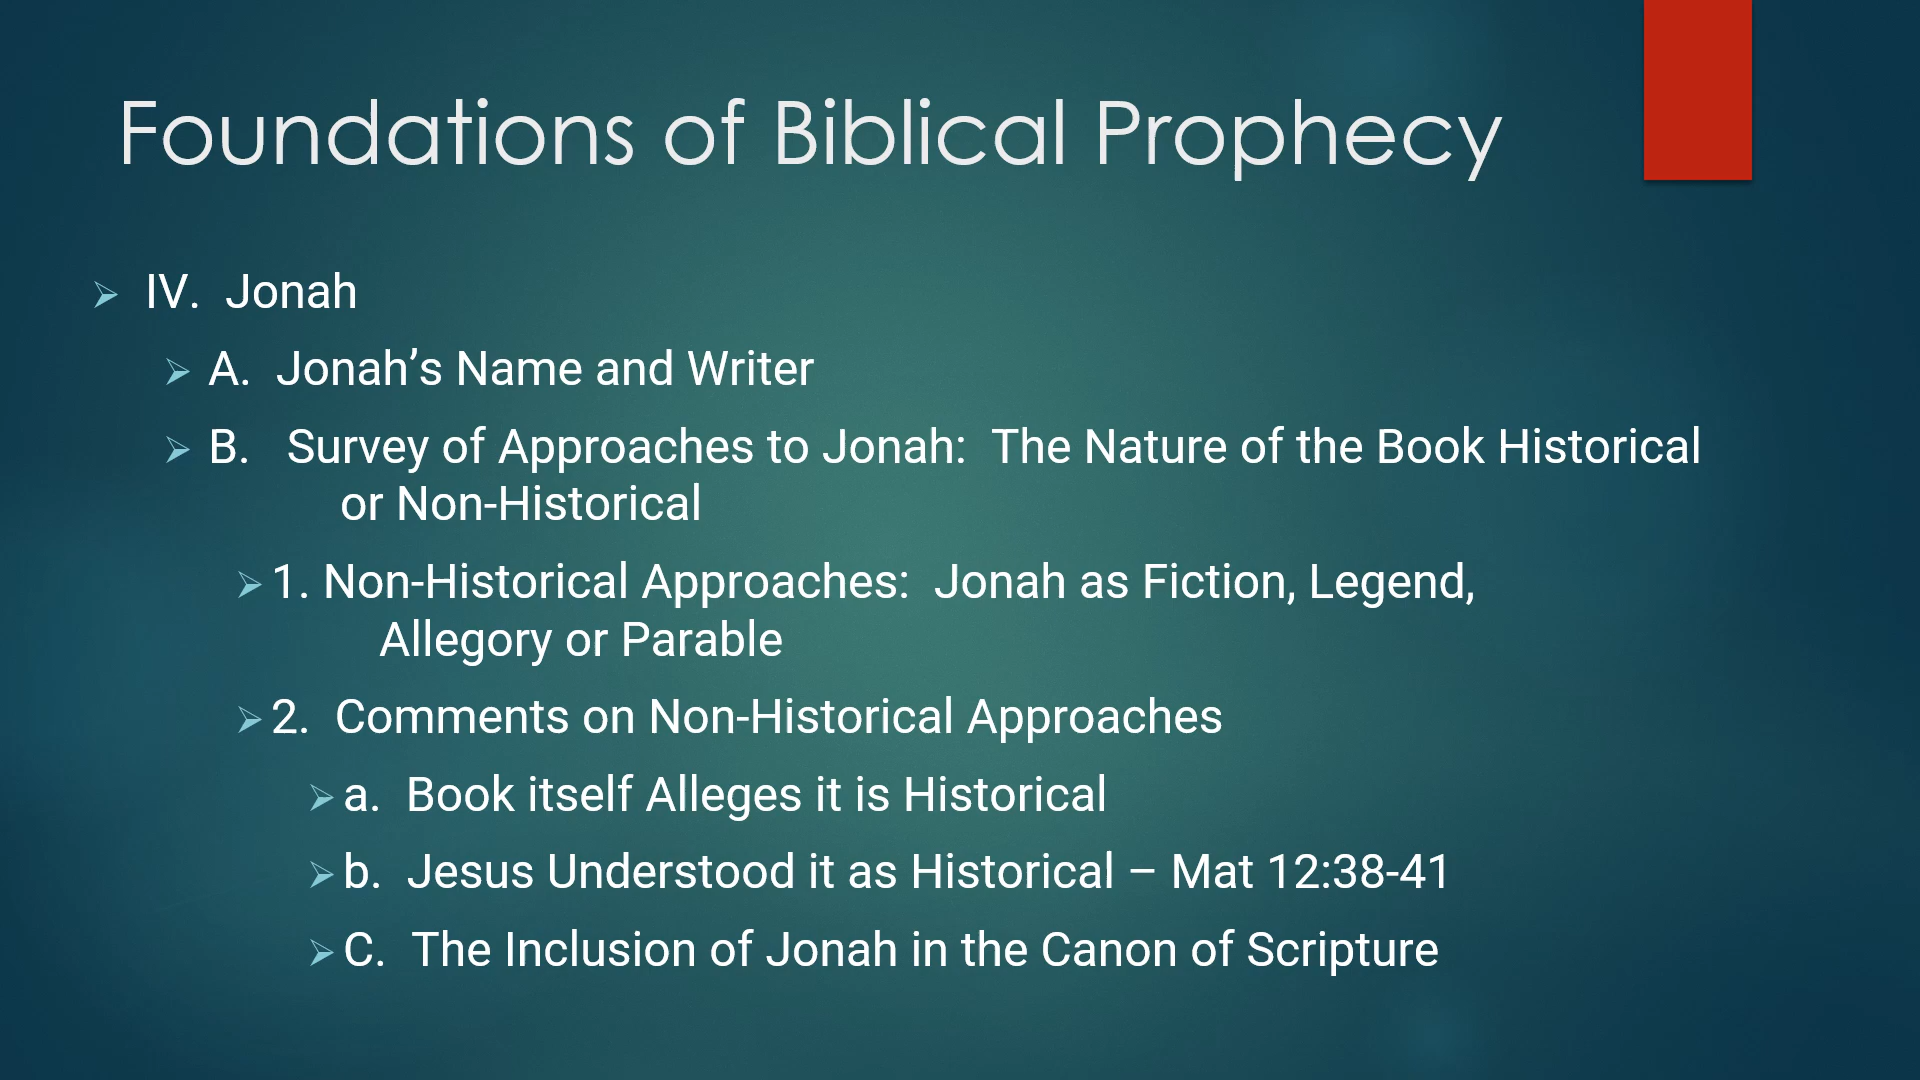 Foundations of Biblical Prophecy
IV.  Jonah
A.  Jonah’s Name and Writer
B.   Survey of Approaches to Jonah:  The Nature of the Book Historical
or Non-Historical
1. Non-Historical Approaches:  Jonah as Fiction, Legend,
Allegory or Parable
2.  Comments on Non-Historical Approaches
a.  Book itself Alleges it is Historical
b.  Jesus Understood it as Historical – Mat 12:38-41
C.  The Inclusion of Jonah in the Canon of Scripture